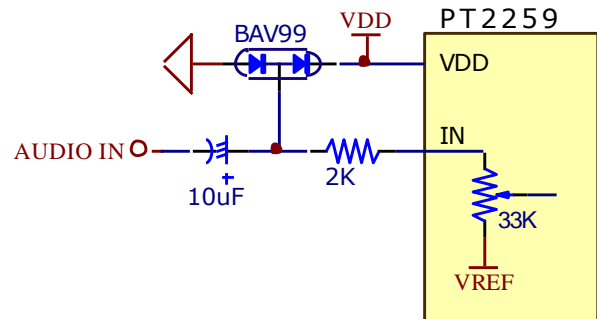 PT2259
BAV99
VDD
VDD
IN
AUDIO IN
+
10uF
2K
33K
VREF